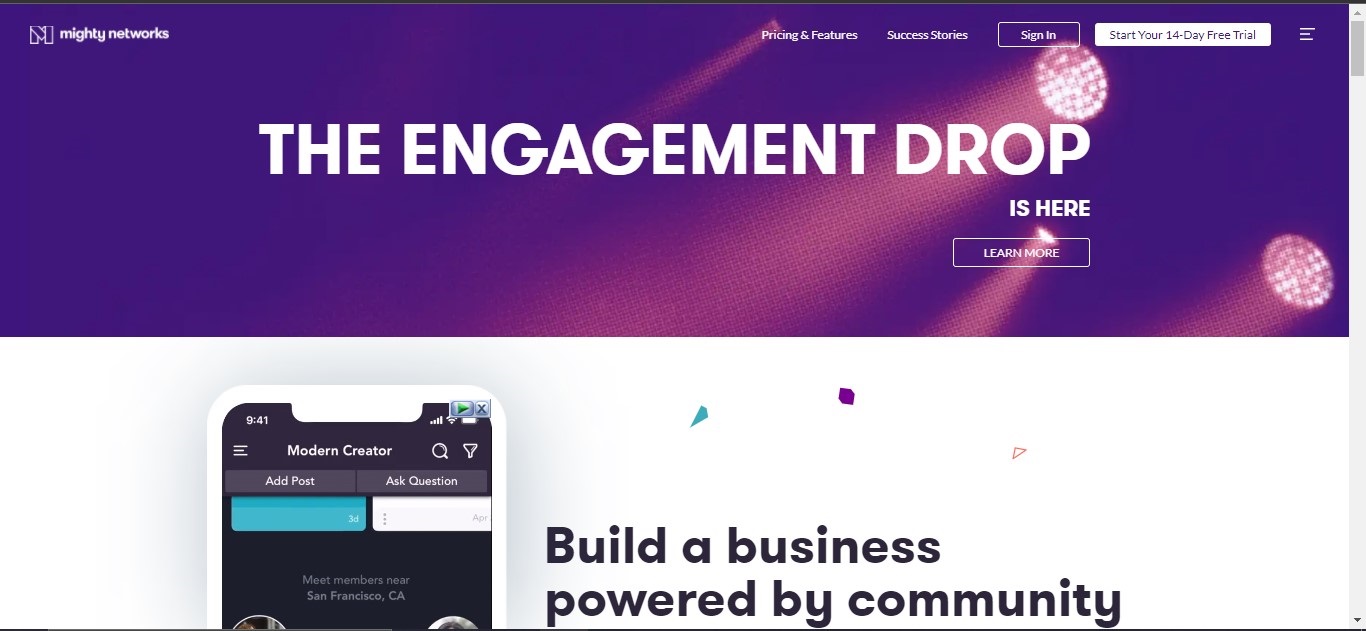 mighty networks
Pricing & Features
Success Stories
Sign In
Start Your 14-Day Free Trial
THE ENGAGEMENT DROP
IS HERE
LEARN MORE
9:41
Modern Creator
Add Post
Ask Question
3d
Apr
Meet members near
San Francisco, CA
Build a business
powered by community